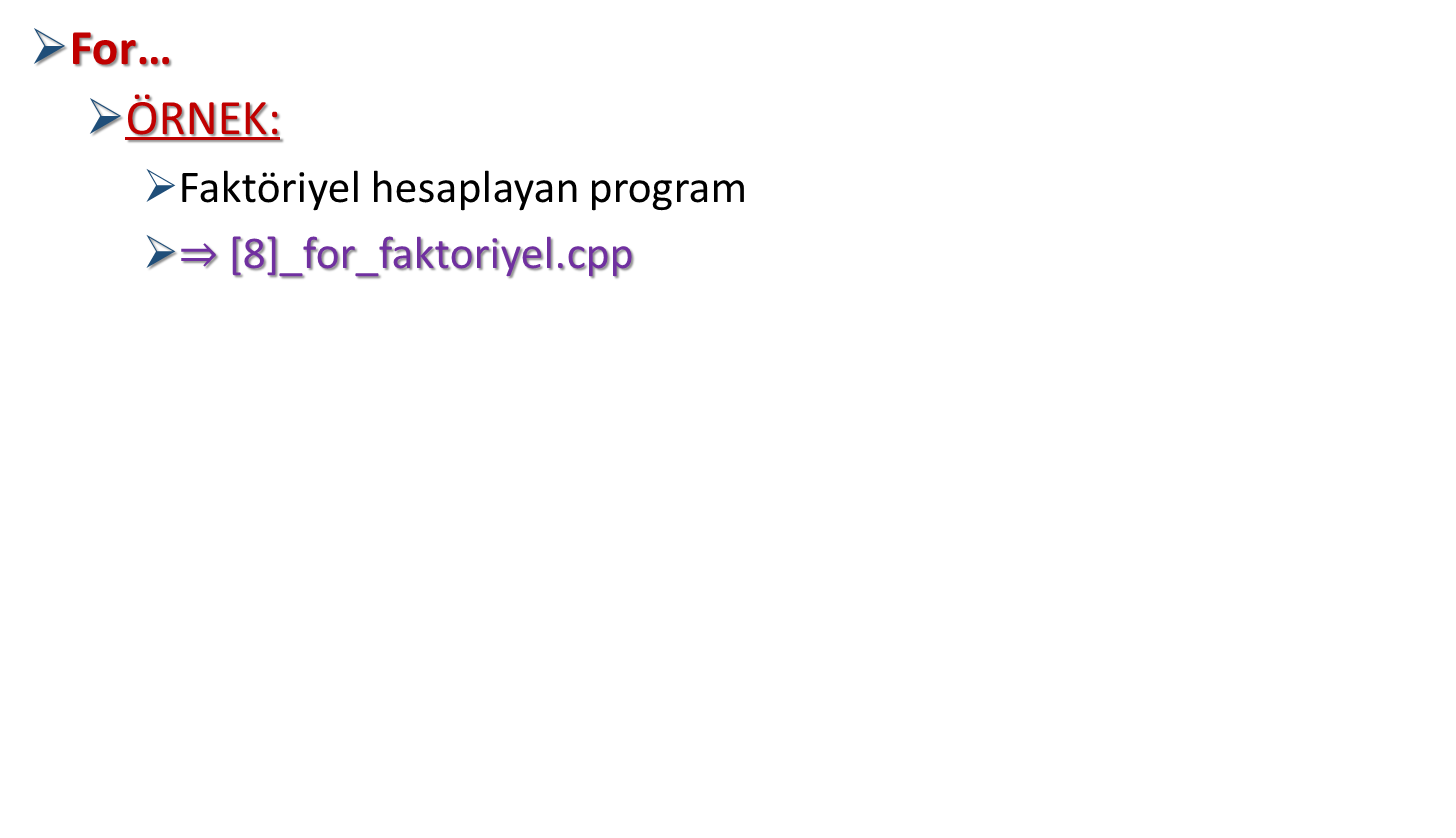 ➢For…
➢ÖRNEK:
➢Faktöriyel hesaplayan program
➢⇒ [8]_for_faktoriyel.cpp